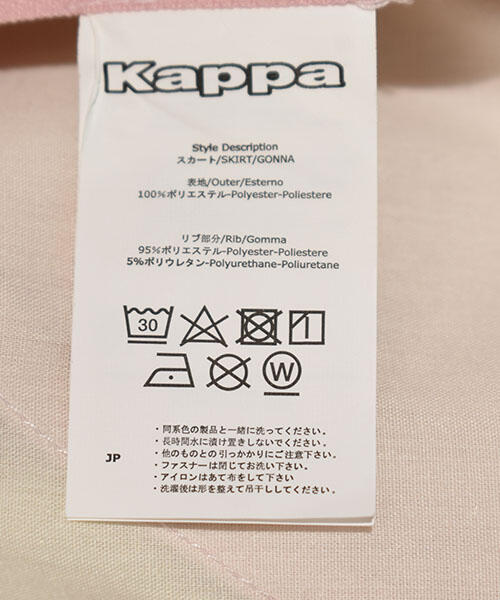 Kappa
Style Description
スカート/SKIRT/GONNA
表地/Outer/Esterno
100%ポリエステル-Polyester-Poliestere
リブ部分/Rib/Gomma
95%ポリエステル-Polyester-Poliestere
5%ポリウレタン-Polyurethane-Poliuretane
30
W
・同系色の製品と一緒に洗ってください。
・長時間水に漬け置きしないでください。
・他のものとの引っかかりにご注意下さい。
・ファスナーは閉じてお洗い下さい。
・アイロンはあて布をして下さい
・洗濯後は形を整えて吊干ししてください。
JP